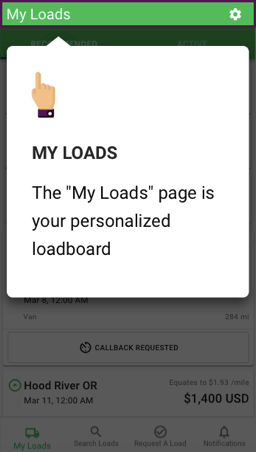 My Loads
RECOMMENDED ACTIVE
MY LOADS
The "My Loads" page is
your personalized
loadboard
Mar 8, 12:00 AM
Van 284 mi
CALLBACK REQUESTED
Hood River OR Equates to $1.93 /mile
Mar 11, 12:00 AM $1,400 USD
My Loads Search Loads Request A Load Notifications